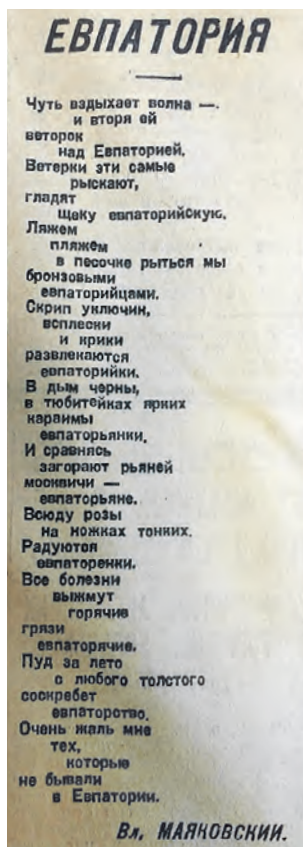 ЕВПАТОРИЯ
Чуть вздыхает волна —.
и вторя ей
веторок
над Евпаторией.
Ветерки эти самые
рыскают,
гладят
щеку евпаторийскую.
Ляжем
пляжем
в песочке рыться мы
бронзовыми
евпаторийцами.
Скрип уключин,
всплески
и крики
развлекаются
евпаторийки.
В дым черны,
в тюбитейках ярких
караимы
евпаторьянки.
И сравнясь
загорают рьяней
москвичи —
евпаторьяне.
Всюду розы
на ножках тонких.
Радуются
евпаторенки.
Все болезни
выжмут
горячие
грязи
евпаторячие.
Пуд за лето
с любого толстого
соскребет
евпаторство.
Очень жаль мне
тех,
которые
не бывали
в Евпатории.
Вл. МАЯКОВСКИЙ.